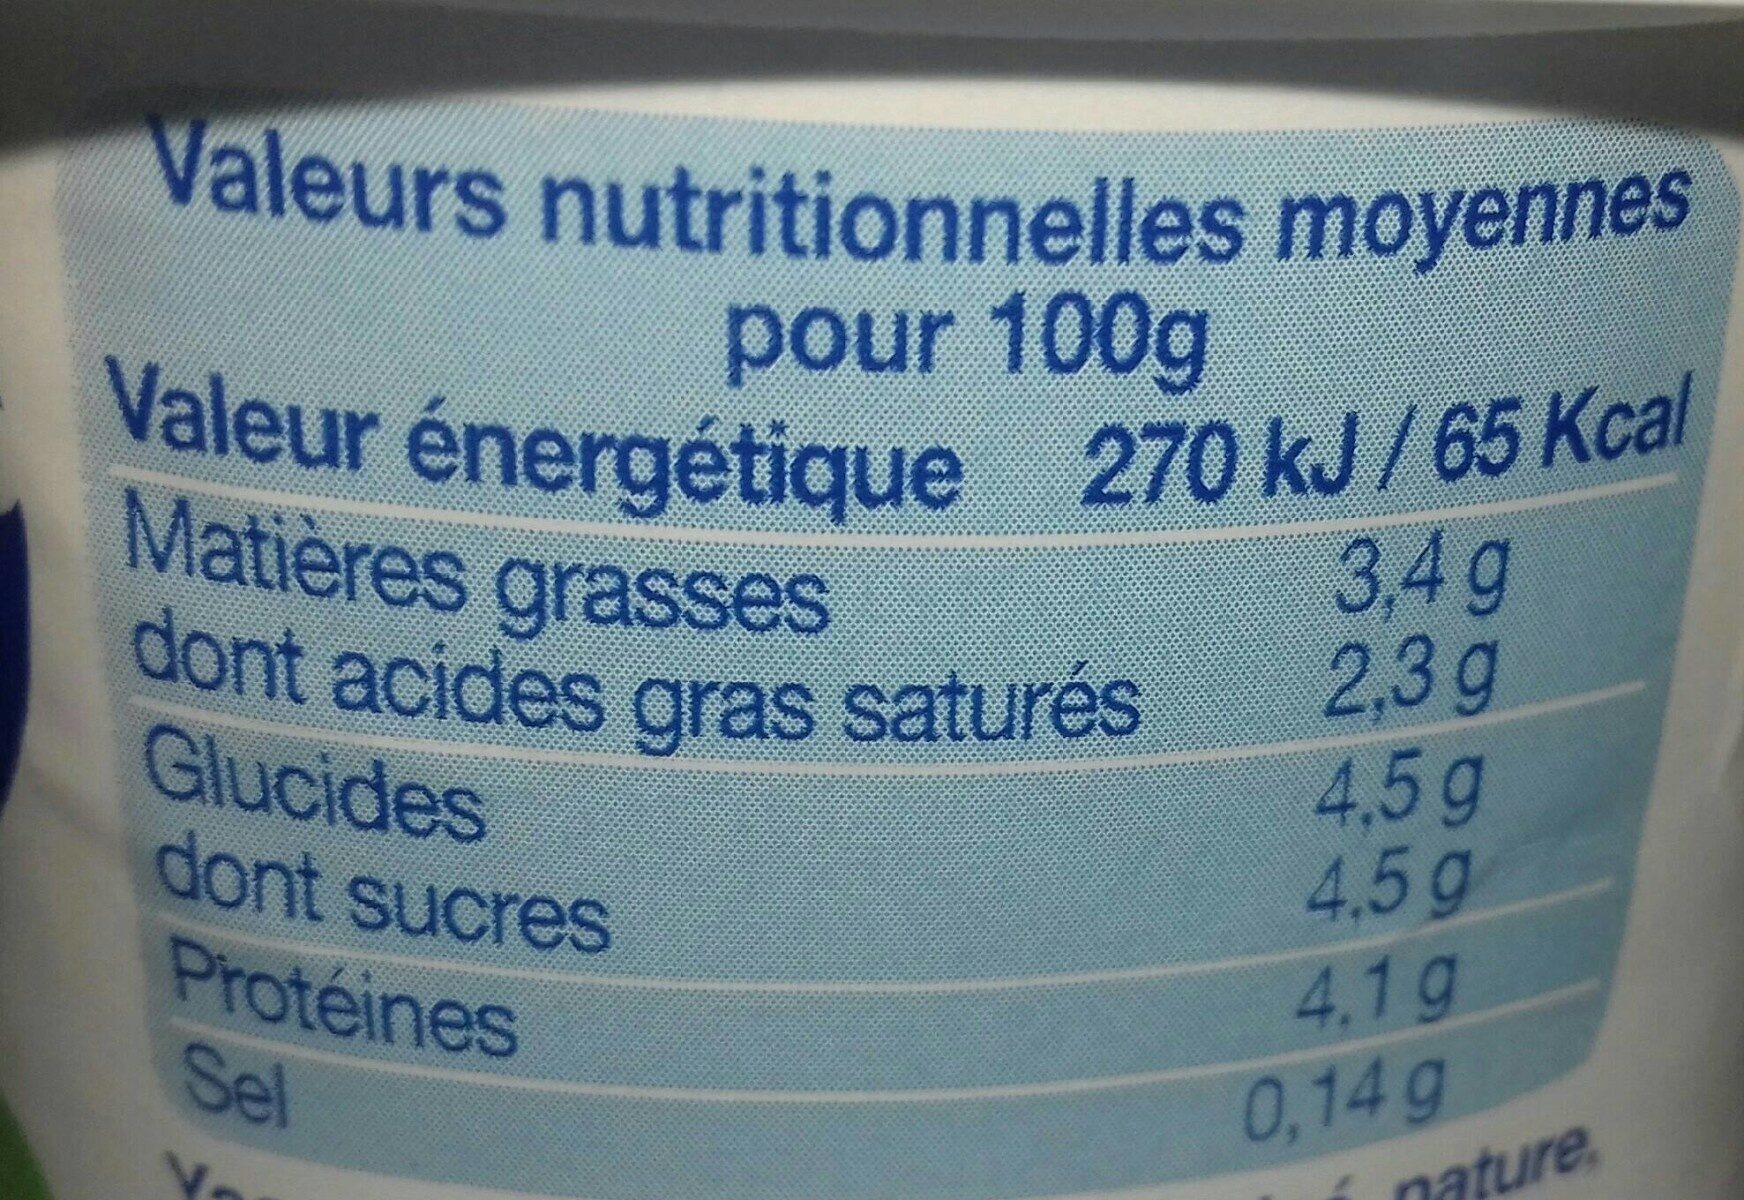 Valeurs nutritionnelles moyennes
pour 100g
Valeur énergétique 270 kJ / 65 Kcal
Matières grasses 3,4 g
dont acides gras saturés 2,3 g
Glucides 4,5 g
dont sucres 4,5 g
Protéines 4,1 g
Sel 0,14 g
nature,